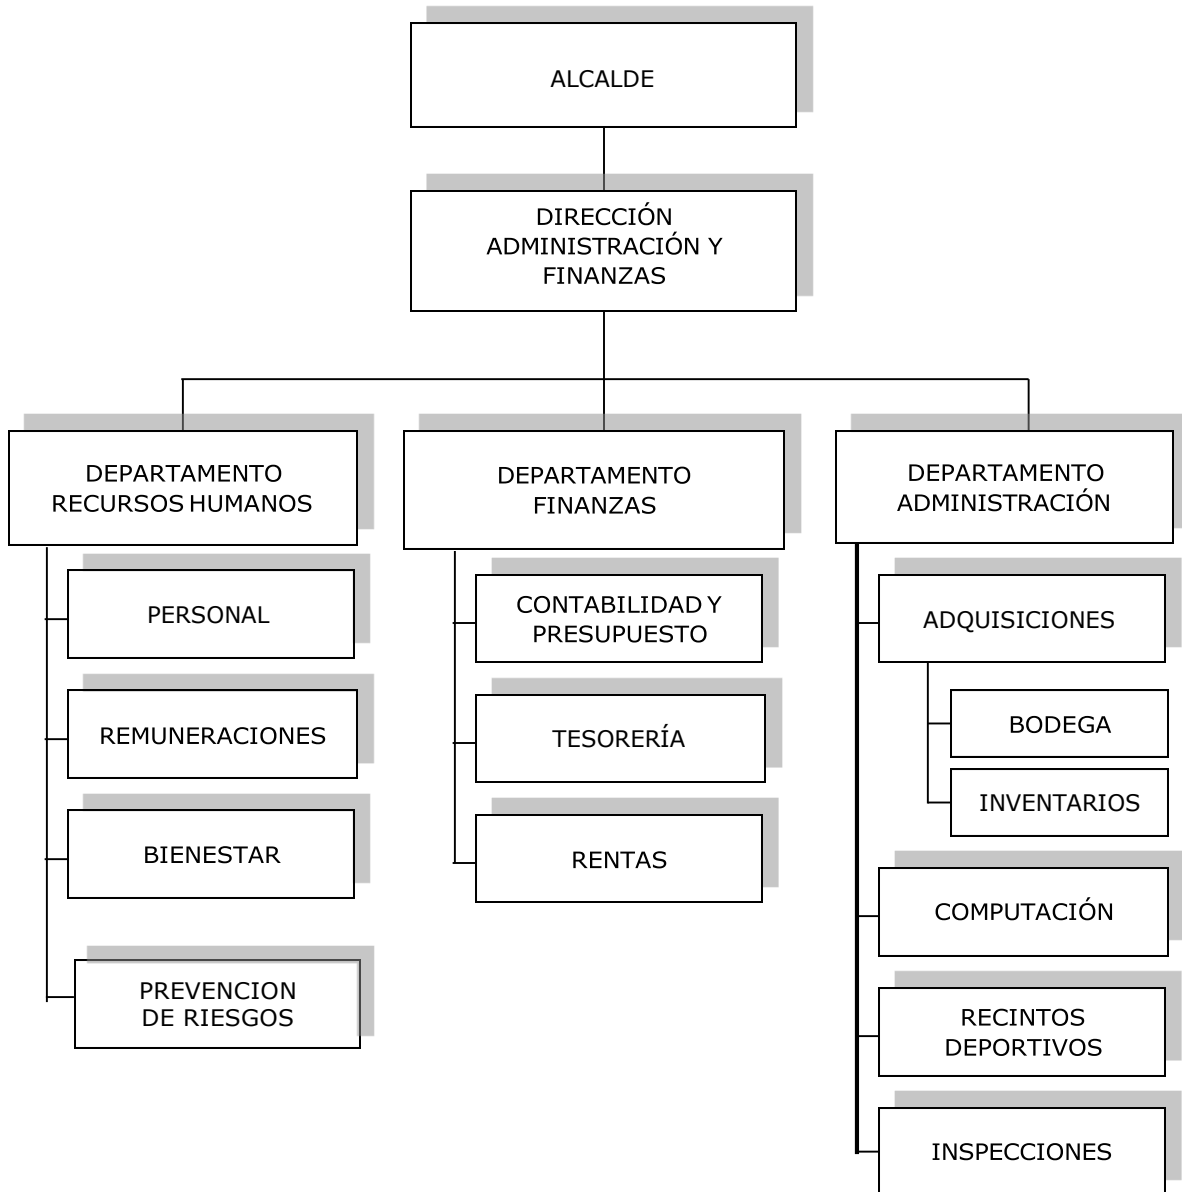 ALCALDE
DIRECCIÓN
ADMINISTRACIÓN Y
FINANZAS
DEPARTAMENTO
RECURSOS HUMANOS
PERSONAL
REMUNERACIONES
BIENESTAR
PREVENCION
DE RIESGOS
DEPARTAMENTO
FINANZAS
CONTABILIDAD Y
PRESUPUESTO
TESORERÍA
RENTAS
DEPARTAMENTO
ADMINISTRACIÓN
ADQUISICIONES
BODEGA
INVENTARIOS
COMPUTACIÓN
RECINTOS
DEPORTIVOS
INSPECCIONES